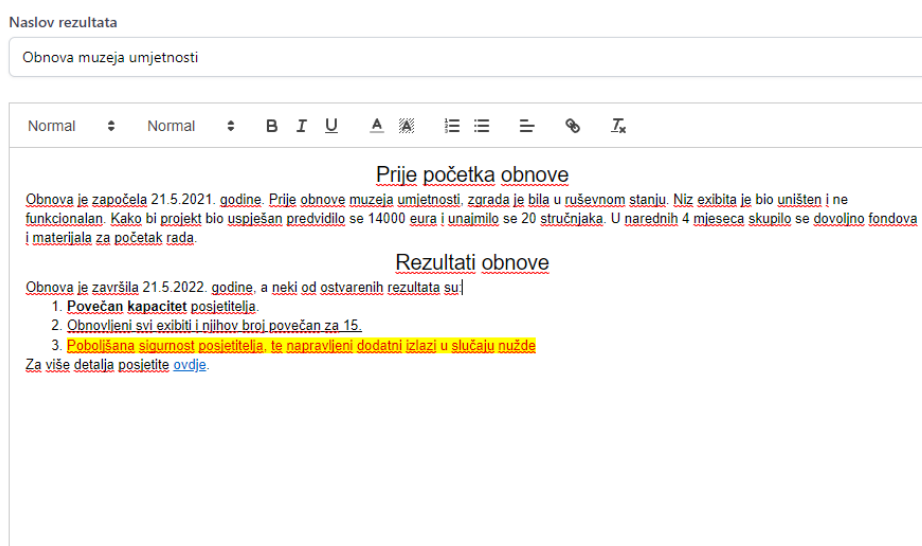 Naslov rezultata
Obnova muzeja umjetnosti
Normal Normal B I U A A Tx
Prije početka obnove
Obnova je započela 21.5.2021. godine. Prije obnove muzeja umjetnosti, zgrada je bila u ruševnom stanju. Niz exibita je bio uništen i ne
funkcionalan. Kako bi projekt bio uspješan predvidilo se 14000 eura i unajmilo se 20 stručnjaka. U narednih 4 mjeseca skupilo se dovoljno fondova
i materijala za početak rada.
Rezultati obnove
Obnova je završila 21.5.2022. godine, a neki od ostvarenih rezultata su:
1. Povečan kapacitet posjetitelja.
2. Obnovljeni svi exibiti i njihov broj povečan za 15.
3. Poboljšana sigurnost posjetitelja, te napravljeni dodatni izlazi u slučaju nužde
Za više detalja posjetite ovdje.